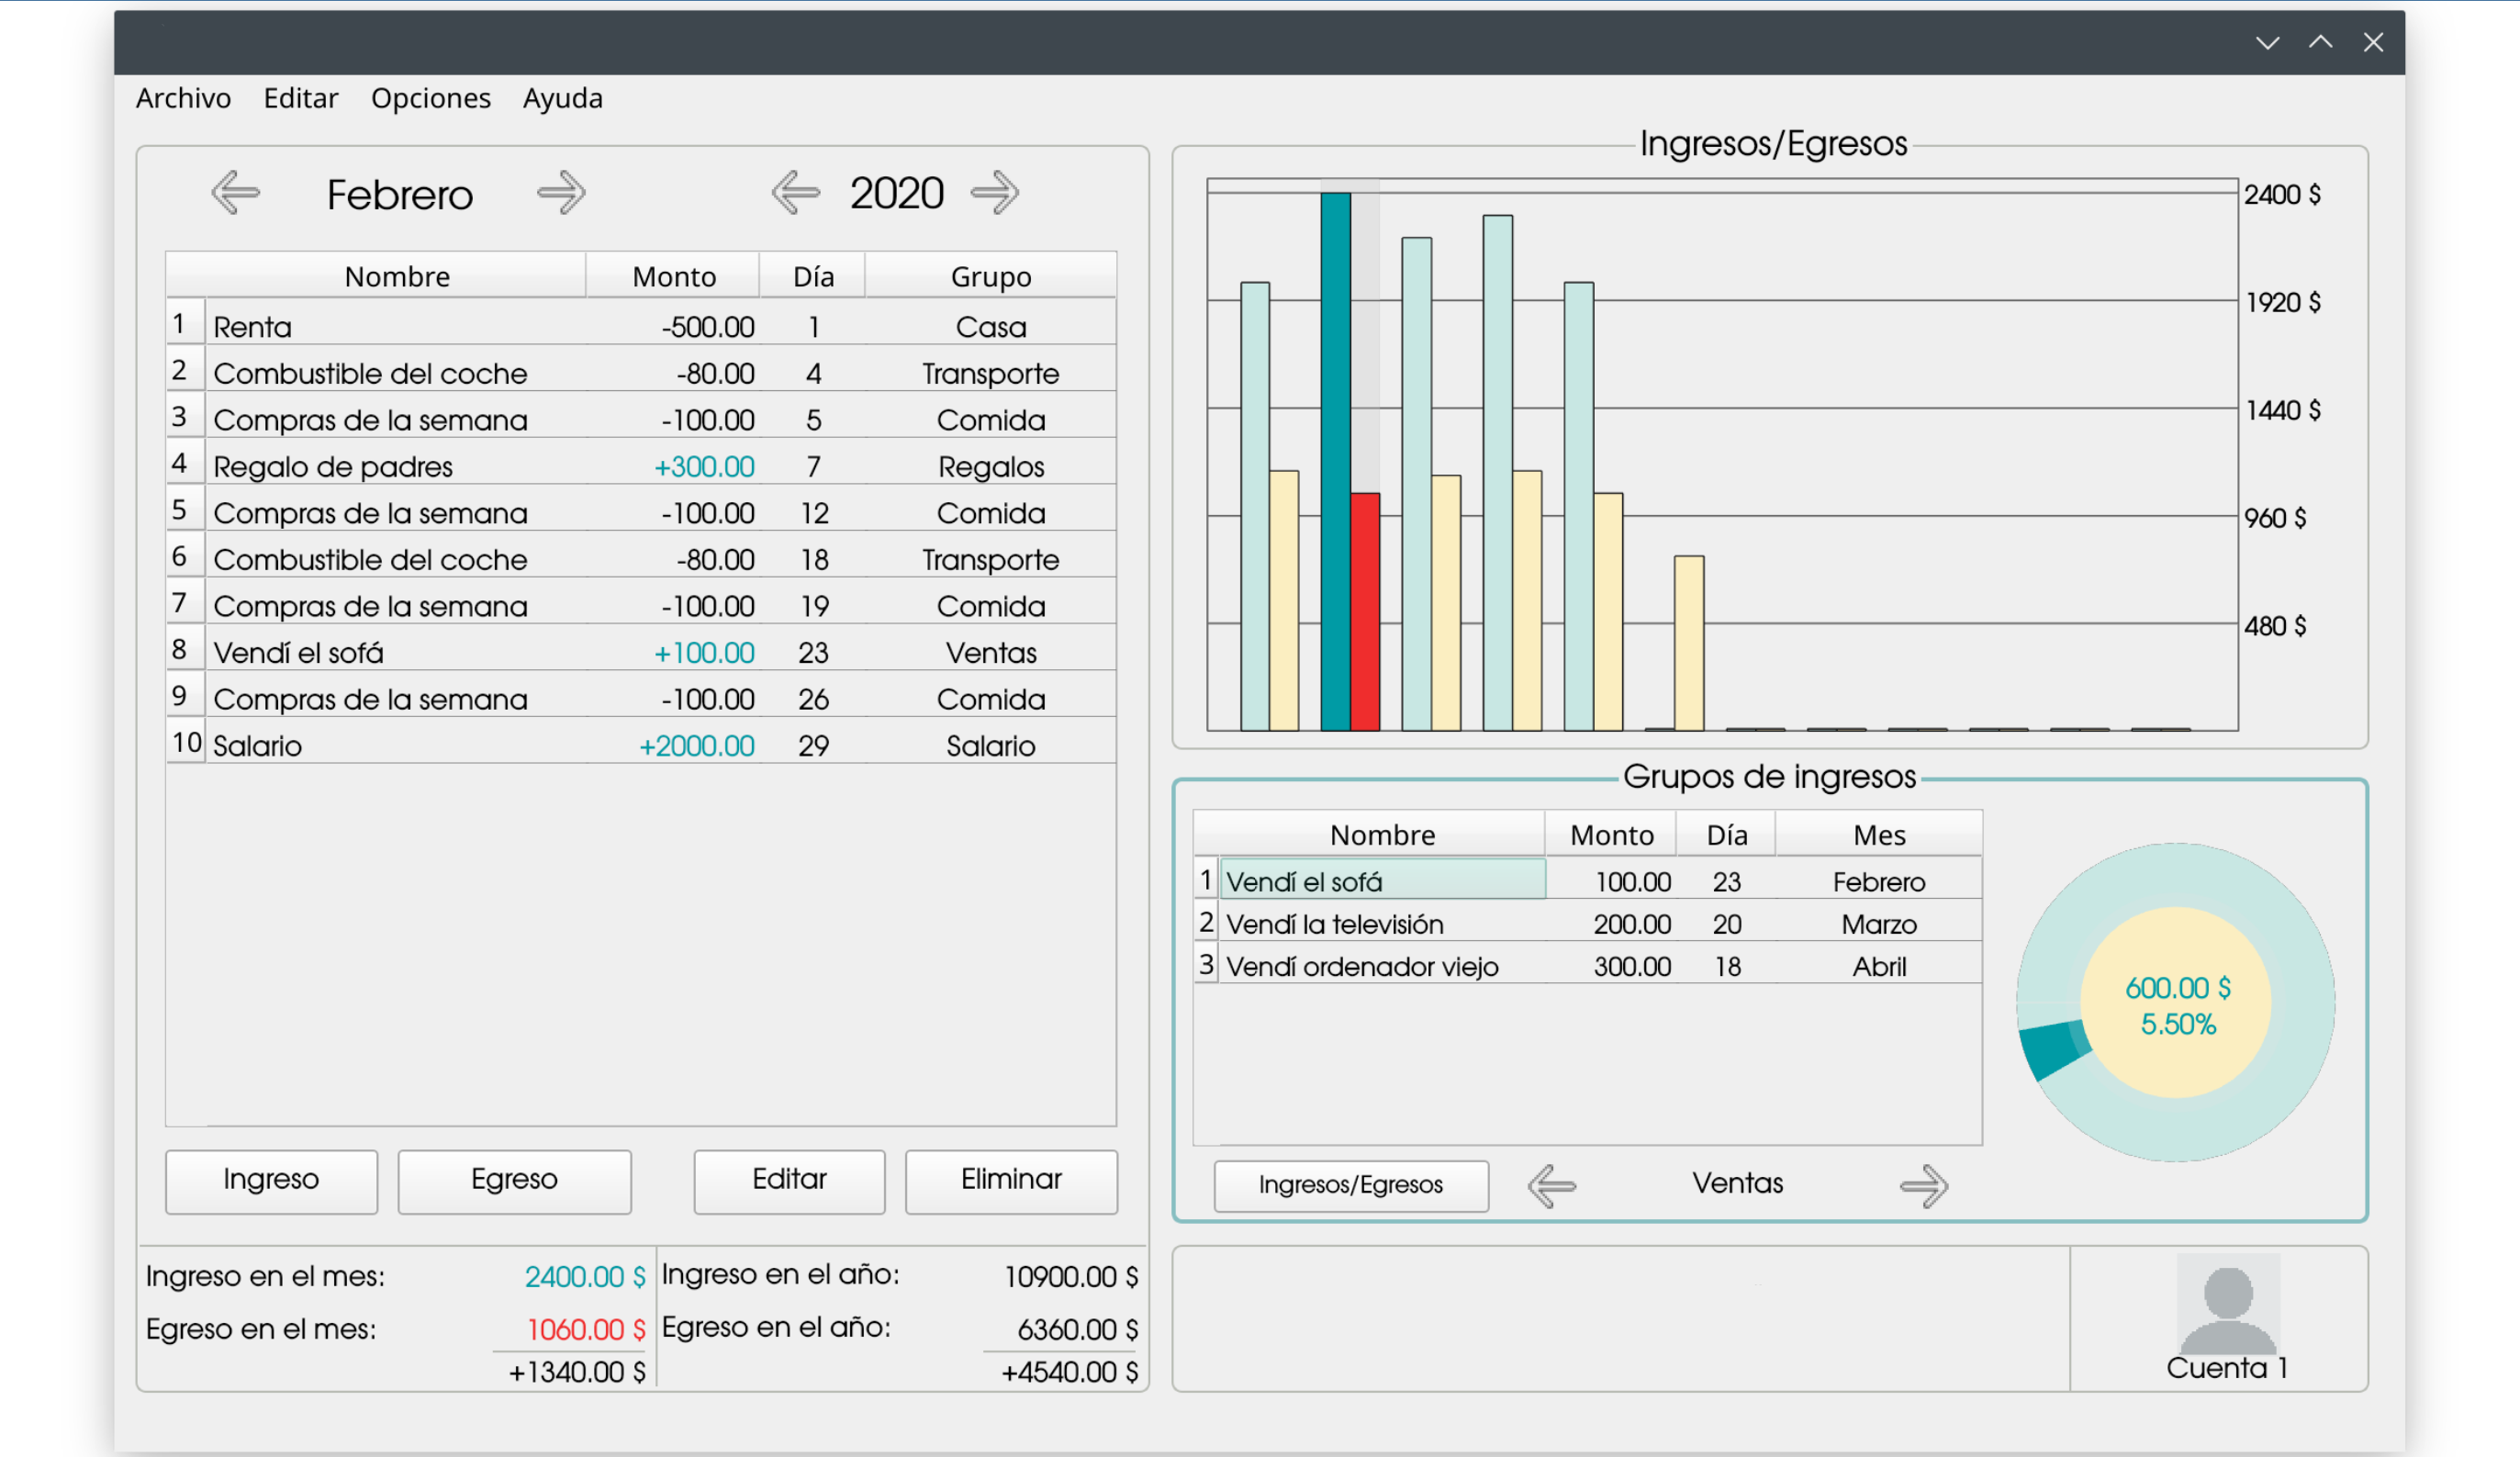 Archivo Editar Opciones Ayuda
Febrero 2020
Nombre Monto Día Grupo
1 Renta -500.00 1 Casa
2 Combustible del coche -80.00 4 Transporte
3 Compras de la semana -100.00 5 Comida
4 Regalo de padres +300.00 7 Regalos
5 Compras de la semana -100.00 12 Comida
6 Combustible del coche -80.00 18 Transporte
7 Compras de la semana -100.00 19 Comida
8 Vendí el sofá +100.00 23 Ventas
9 Compras de la semana -100.00 26 Comida
10 Salario +2000.00 29 Salario
Ingreso Egreso Editar Eliminar
Ingreso en el mes: 2400.00 $ Ingreso en el año: 10900.00 $
Egreso en el mes: 1060.00 $ Egreso en el año: 6360.00 $
+1340.00 $ +4540.00 $
Ingresos/Egresos
2400 $
1920 $
1440 $
960 $
480 $
Grupos de ingresos
Nombre Monto Día Mes
1 Vendí el sofá 100.00 23 Febrero
2 Vendí la televisión 200.00 20 Marzo
3 Vendí ordenador viejo 300.00 18 Abril
600.00 $
5.50%
Ingresos/Egresos Ventas
Cuenta 1